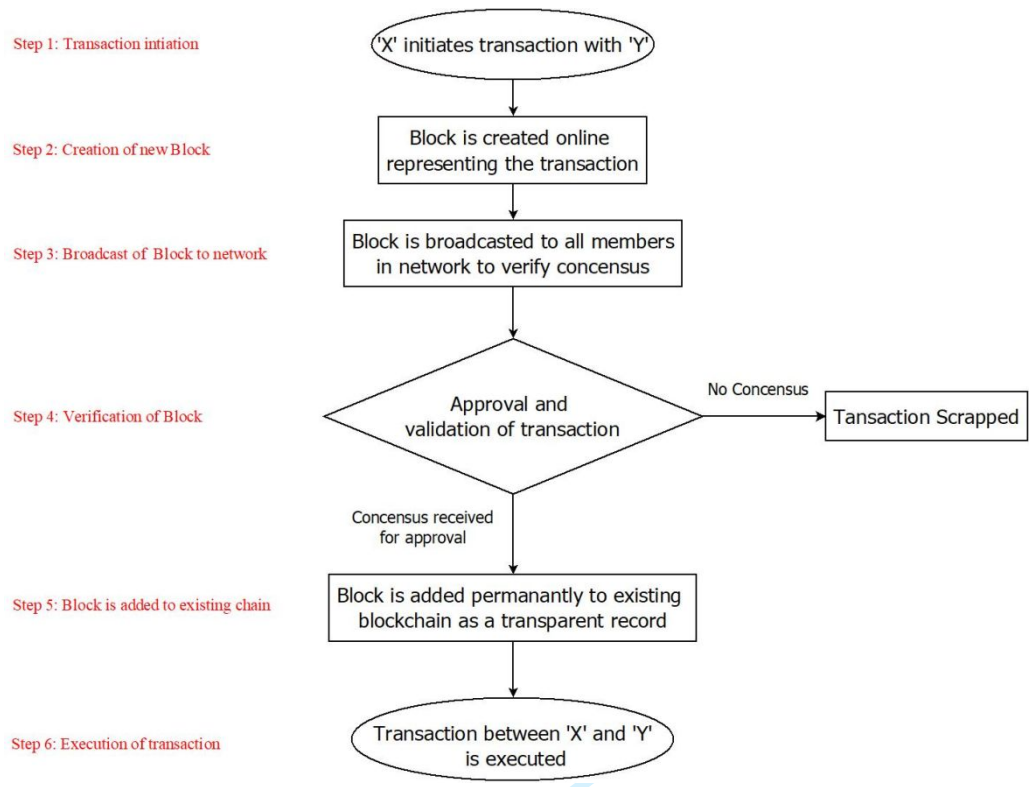 Step 1: Transaction intiation
'X' initiates transaction with 'Y'
Step 2: Creation of new Block
Block is created online
representing the transaction
Step 3: Broadcast of Block to network
Block is broadcasted to all members
in network to verify concensus
Step 4: Verification of Block
Approval and
validation of transaction
No Concensus
Tansaction Scrapped
Concensus received
for approval
Step 5: Block is added to existing chain
Block is added permanantly to existing
blockchain as a transparent record
Step 6: Execution of transaction
Transaction between 'X' and 'Y'
is executed